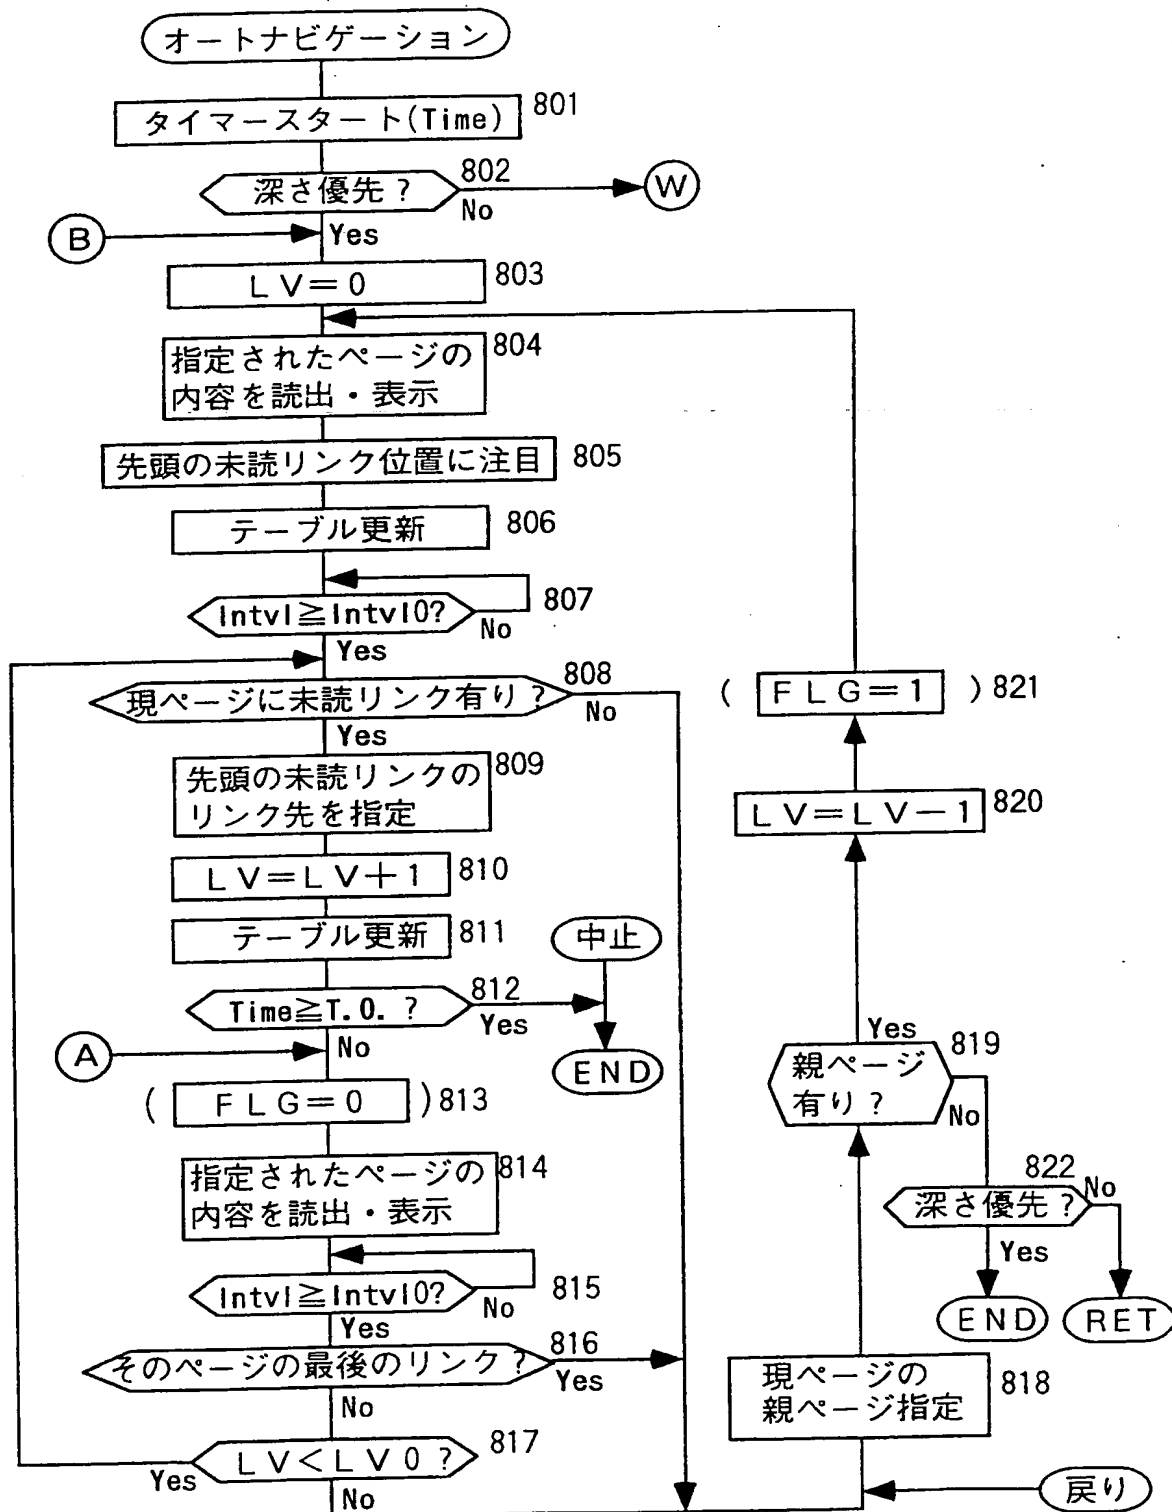 オートナビゲーション
タイマースタート(Time) 801
深さ優先? 802
No
W
B
Yes
LV=0 803
指定されたページの 804
内容を読出・表示
先頭の未読リンク位置に注目 805
テーブル更新 806
Intvl≧Intvl0? 807
No
Yes
現ページに未読リンク有り? 808
No
Yes
先頭の未読リンクの 809
リンク先を指定
LV=LV+1 810
テーブル更新 811
中止
Time≧T.O.? 812
Yes
No
END
A
(FLG=0)813
指定されたページの 814
内容を読出・表示
Intvl≧Intvl0? 815
No
Yes
そのページの最後のリンク? 816
Yes
No
LV<LV0? 817
Yes
No
(FLG=1)821
LV=LV-1 820
Yes
親ページ 819
有り?
No
822
深さ優先? No
Yes
END
RET
現ページの 818
親ページ指定
戻り